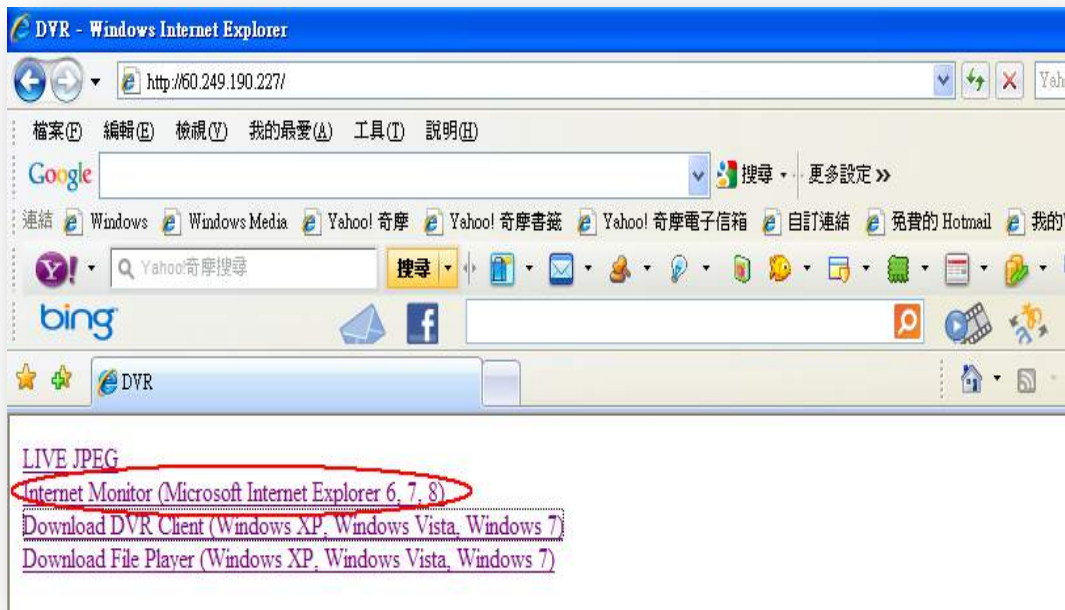 DVR - Windows Internet Explorer
http://60.249.190.227/
檔案(F) 編輯(E) 檢視(V) 我的最愛(A) 工具(T) 說明(H)
Google 搜尋 更多設定 »
連結 Windows Windows Media Yahoo! 奇摩 Yahoo! 奇摩書籤 Yahoo! 奇摩電子信箱 自訂連結 免費的 Hotmail 我的
Y! Yahoo!奇摩搜尋 搜尋
bing f
DVR
LIVE JPEG
Internet Monitor (Microsoft Internet Explorer 6, 7, 8)
Download DVR Client (Windows XP, Windows Vista, Windows 7)
Download File Player (Windows XP, Windows Vista, Windows 7)